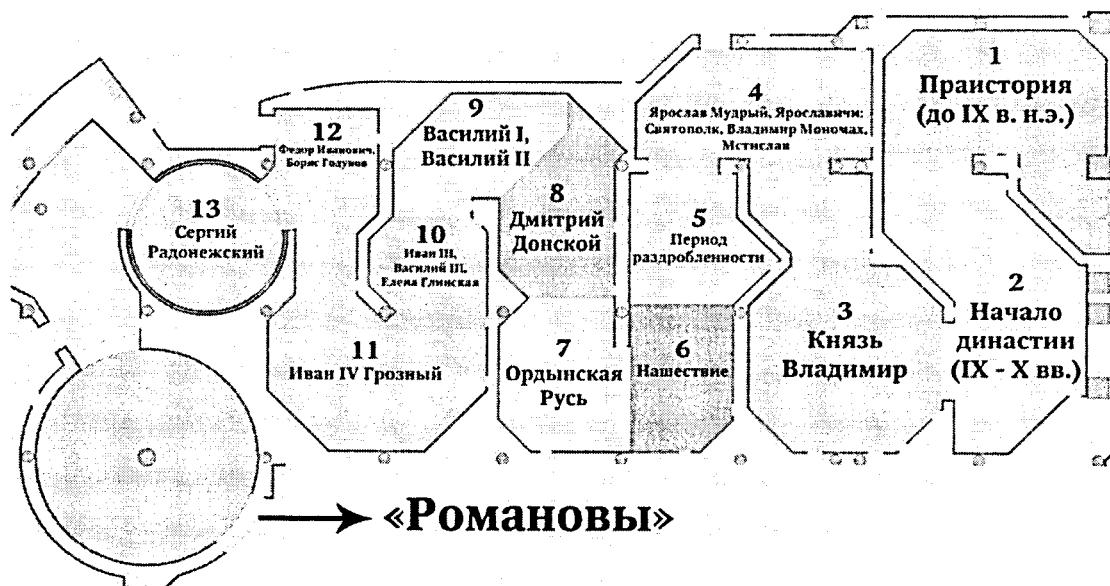 1
Праистория
(до IX в. н.э.)
2
Начало
династии
(IX - X вв.)
3
Князь
Владимир
4
Ярослав Мудрый, Ярославичи:
Святополк, Владимир Мономах,
Мстислав
5
Период
раздробленности
6
Нашествие
7
Ордынская
Русь
8
Дмитрий
Донской
9
Василий I,
Василий II
10
Иван III,
Василий III,
Елена Глинская
11
Иван IV Грозный
12
Федор Иванович,
Борис Годунов
13
Сергий
Радонежский
«Романовы»